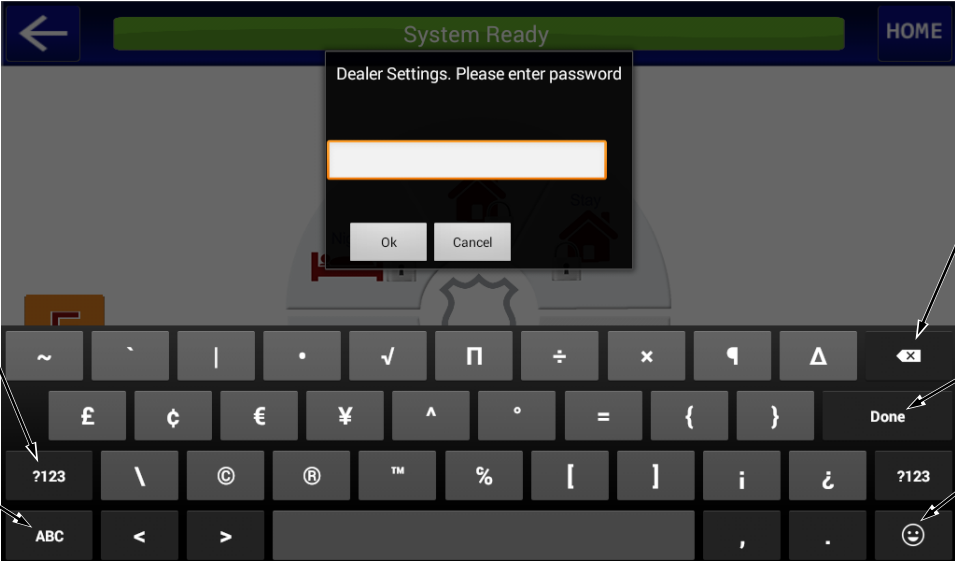 System Ready
HOME
Dealer Settings. Please enter password
Stay
Ok Cancel
~ ` | • √ Π ÷ × ¶ Δ
£ ¢ € ¥ ^ ° = { } Done
?123 \ © ® ™ ℅ [ ] ¡ ¿ ?123
ABC < > , .